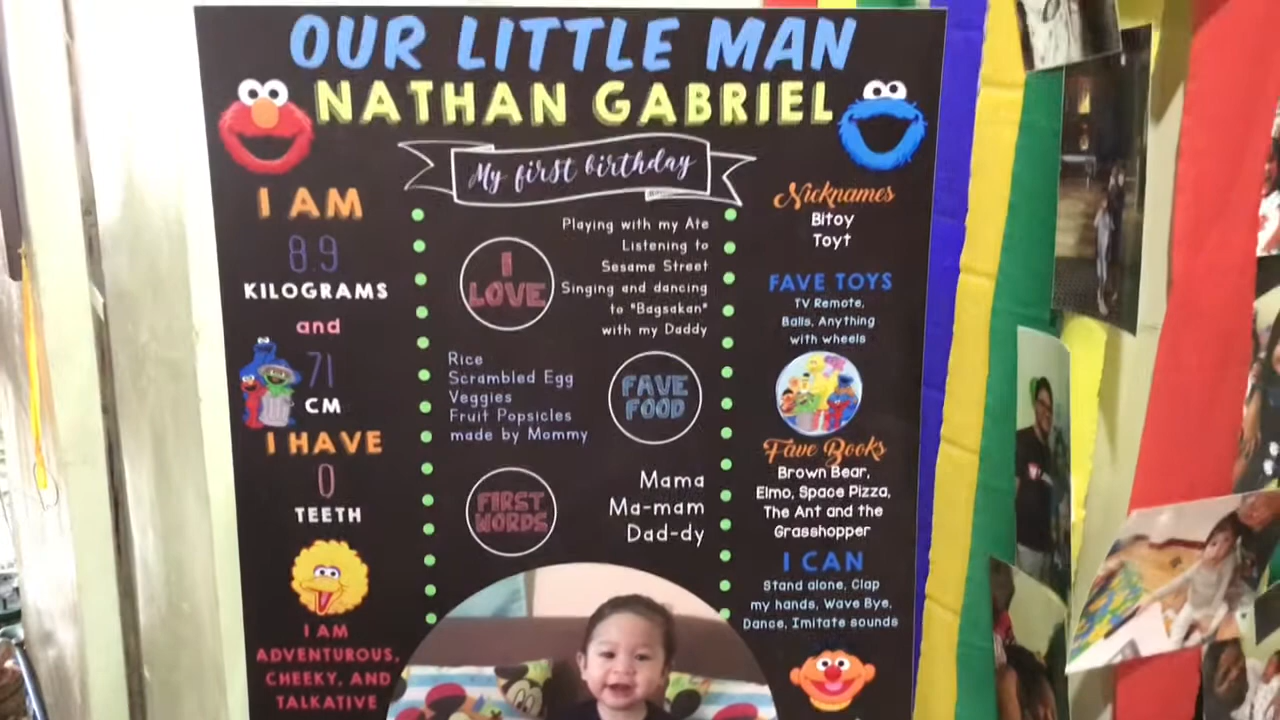 OUR LITTLE MAN
NATHAN GABRIEL
My first birthday
I AM
8.9
KILOGRAMS
and
71
CM
I HAVE
0
TEETH
I AM
ADVENTUROUS,
CHEEKY, AND
TALKATIVE
I
LOVE
Playing with my Ate
Listening to
Sesame Street
Singing and dancing
to "Bagsakan"
with my Daddy
Rice
Scrambled Egg
Veggies
Fruit Popsicles
made by Mommy
FAVE
FOOD
FIRST
WORDS
Mama
Ma-mam
Dad-dy
Nicknames
Bitoy
Toyt
FAVE TOYS
TV Remote,
Balls, Anything
with wheels
Fave Books
Brown Bear,
Elmo, Space Pizza,
The Ant and the
Grasshopper
I CAN
Stand alone, Clap
my hands, Wave Bye,
Dance, Imitate sounds